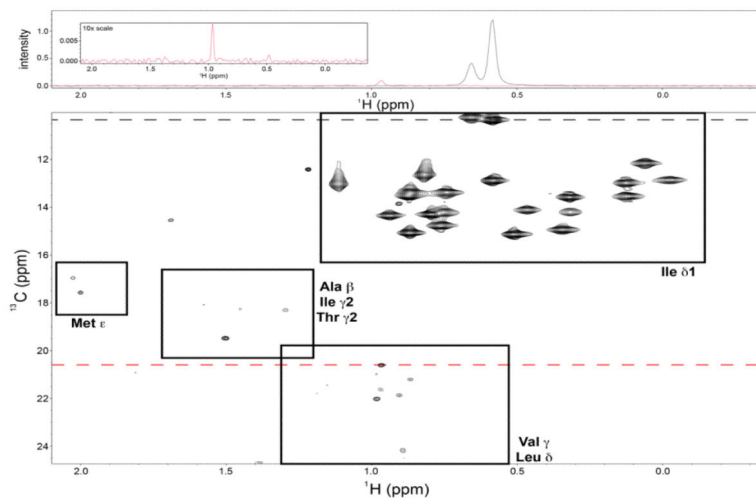 10x scale
0.005
0.000
2.0 1.5 1.0 0.5 0.0
¹H (ppm)
intensity
1.0
0.5
0.0
2.0 1.5 1.0 0.5 0.0
¹H (ppm)
12
14
16
18
20
22
24
¹³C (ppm)
Ile δ1
Met ε
Ala β
Ile γ2
Thr γ2
Val γ
Leu δ
2.0 1.5 1.0 0.5 0.0
¹H (ppm)